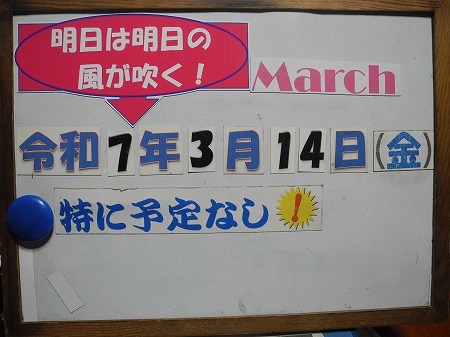 明日は明日の
風が吹く！
March
令和7年3月14日(金)
特に予定なし！